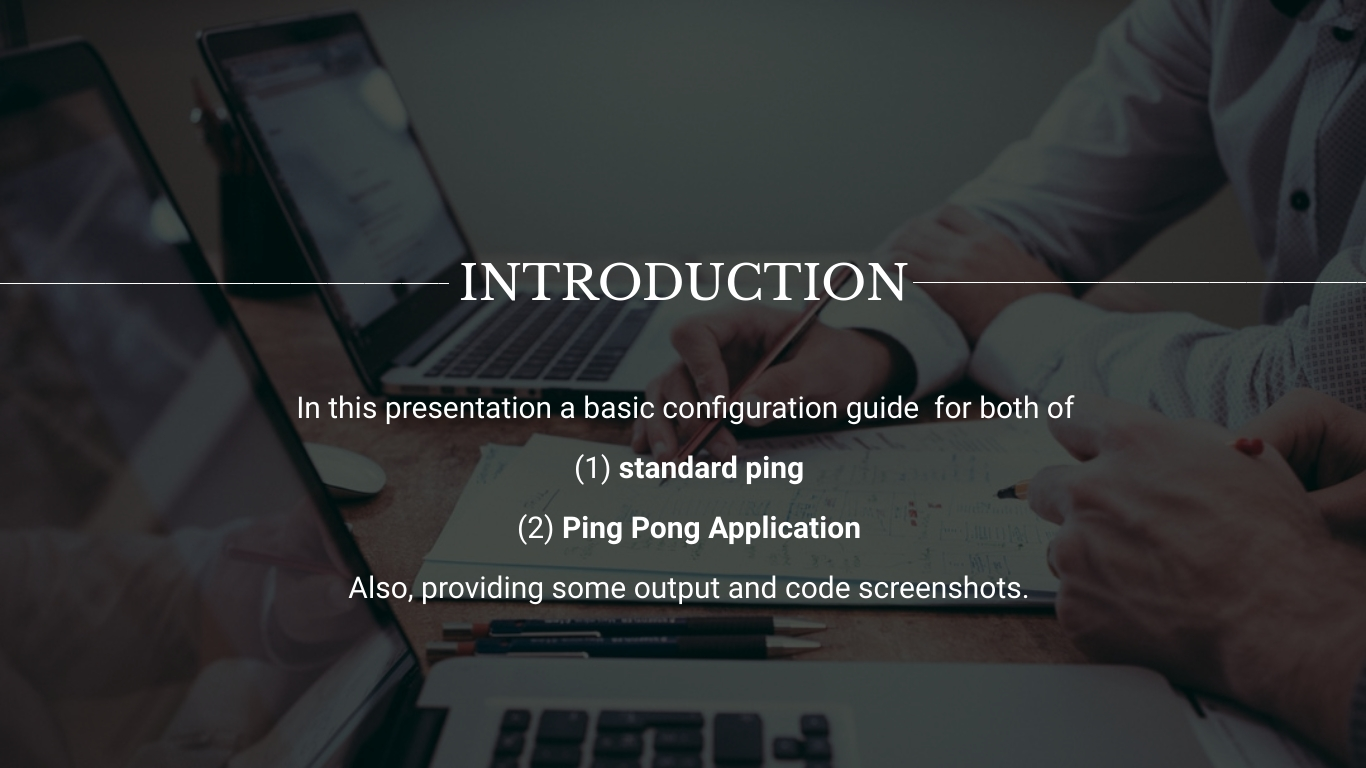 INTRODUCTION
In this presentation a basic configuration guide  for both of
(1) standard ping
(2) Ping Pong Application
Also, providing some output and code screenshots.